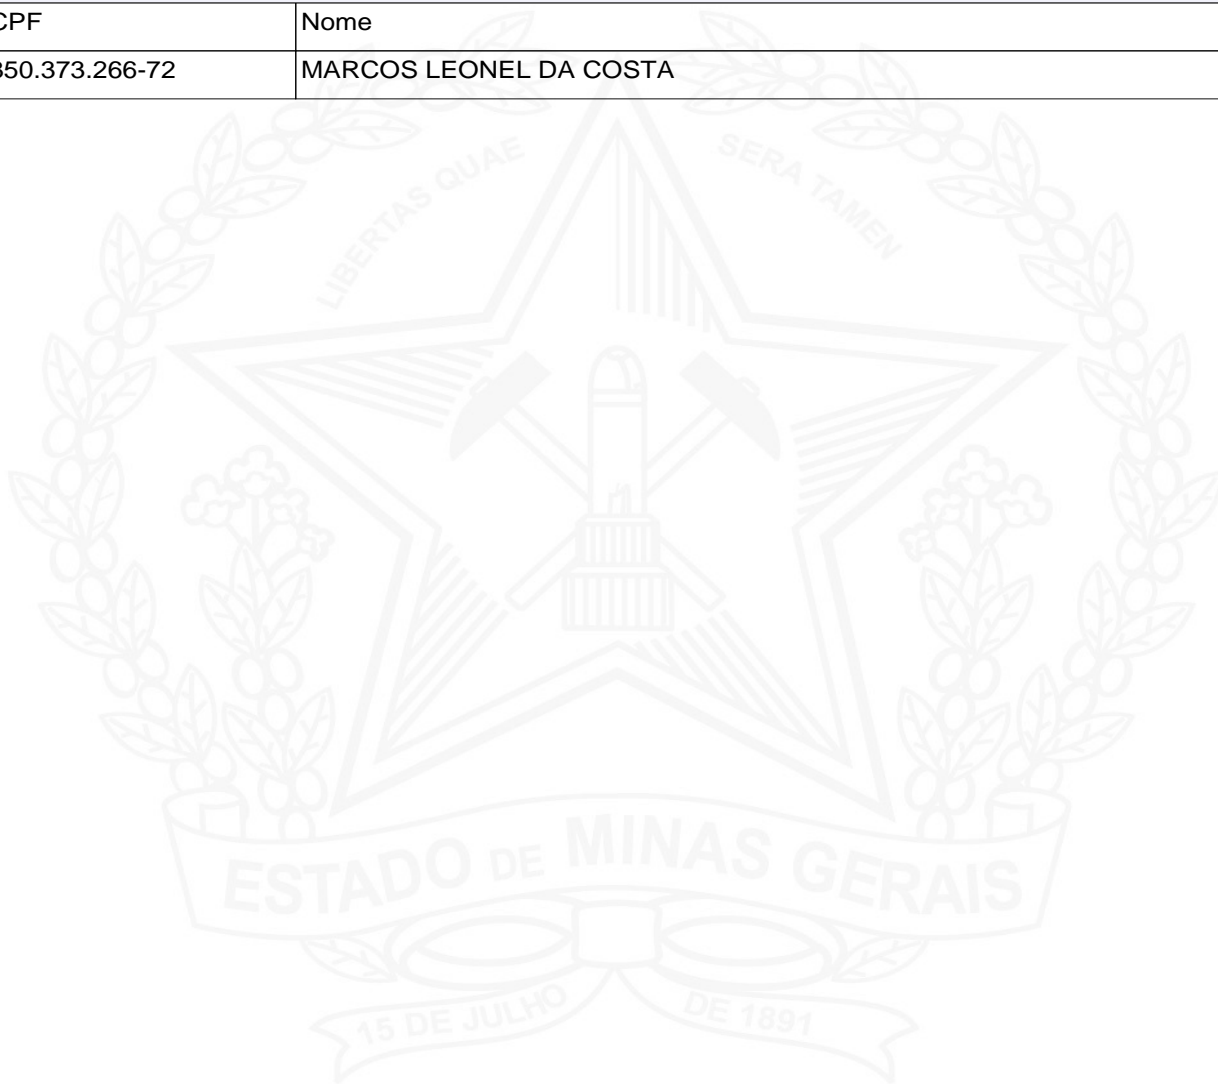 CPF Nome
850.373.266-72 MARCOS LEONEL DA COSTA
LIBERTAS QUAE SERA TAMEN
ESTADO DE MINAS GERAIS
15 DE JULHO DE 1891